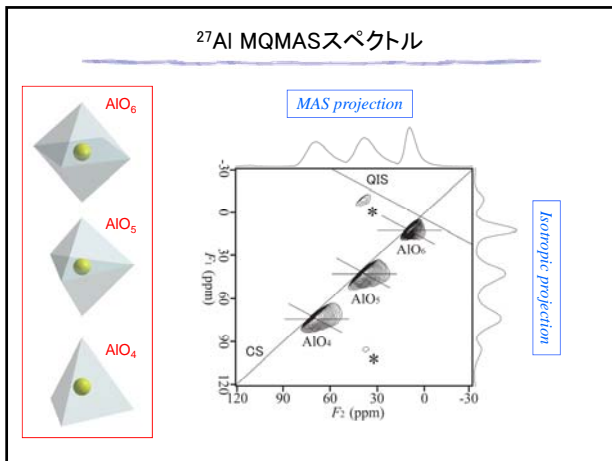 ²⁷Al MQMASスペクトル
AlO₆
AlO₅
AlO₄
MAS projection
-30
0
30
60
90
120
F₁ (ppm)
QIS
*
AlO₆
AlO₅
AlO₄
CS
*
120
90
60
30
0
-30
F₂ (ppm)
Isotropic projection